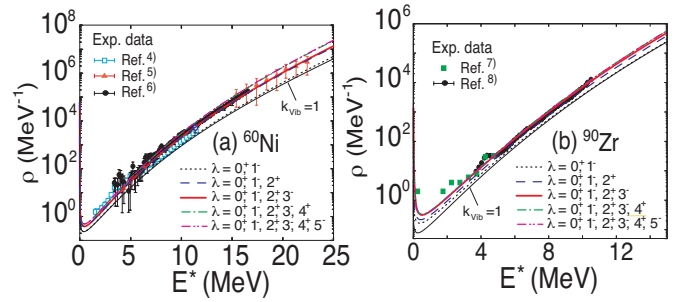 10⁸
10⁶
10⁴
10²
10⁰
ρ (MeV⁻¹)
Exp. data
Ref.⁴⁾
Ref.⁵⁾
Ref.⁶⁾
kVib=1
(a) ⁶⁰Ni
λ = 0⁺, 1⁻
λ = 0⁺, 1⁻, 2⁺
λ = 0⁺, 1⁻, 2⁺, 3⁻
λ = 0⁺, 1⁻, 2⁺, 3⁻, 4⁺
λ = 0⁺, 1⁻, 2⁺, 3⁻, 4⁺, 5⁻
0 5 10 15 20 25
E* (MeV)
10⁴
10²
10⁰
ρ (MeV⁻¹)
Exp. data
Ref.⁷⁾
Ref.⁸⁾
(b) ⁹⁰Zr
λ = 0⁺, 1⁻
λ = 0⁺, 1⁻, 2⁺
λ = 0⁺, 1⁻, 2⁺, 3⁻
λ = 0⁺, 1⁻, 2⁺, 3⁻, 4⁺
λ = 0⁺, 1⁻, 2⁺, 3⁻, 4⁺, 5⁻
kVib=1
0 4 8 12
E* (MeV)